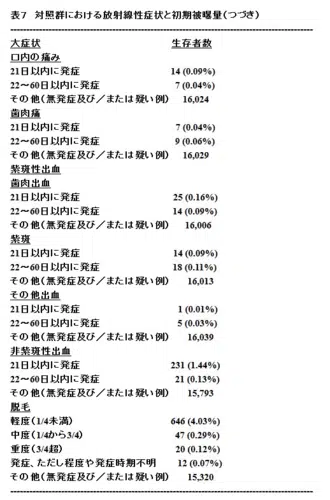 表7 対照群における放射線性症状と初期被曝量(つづき)
大症状 生存者数
口内の痛み
21日以内に発症 14 (0.09%)
22〜60日以内に発症 7 (0.04%)
その他(無発症及び/または疑い例) 16,024
歯肉痛
21日以内に発症 7 (0.04%)
22〜60日以内に発症 9 (0.06%)
その他(無発症及び/または疑い例) 16,029
紫斑性出血
歯肉出血
21日以内に発症 25 (0.16%)
22〜60日以内に発症 14 (0.09%)
その他(無発症及び/または疑い例) 16,006
紫斑
21日以内に発症 14 (0.09%)
22〜60日以内に発症 18 (0.11%)
その他(無発症及び/または疑い例) 16,013
その他出血
21日以内に発症 1 (0.01%)
22〜60日以内に発症 5 (0.03%)
その他(無発症及び/または疑い例) 16,039
非紫斑性出血
21日以内に発症 231 (1.44%)
22〜60日以内に発症 21 (0.13%)
その他(無発症及び/または疑い例) 15,793
脱毛
軽度(1/4未満) 646 (4.03%)
中度(1/4から3/4) 47 (0.29%)
重度(3/4超) 20 (0.12%)
発症、ただし程度や発症時期不明 12 (0.07%)
その他(無発症及び/または疑い例) 15,320